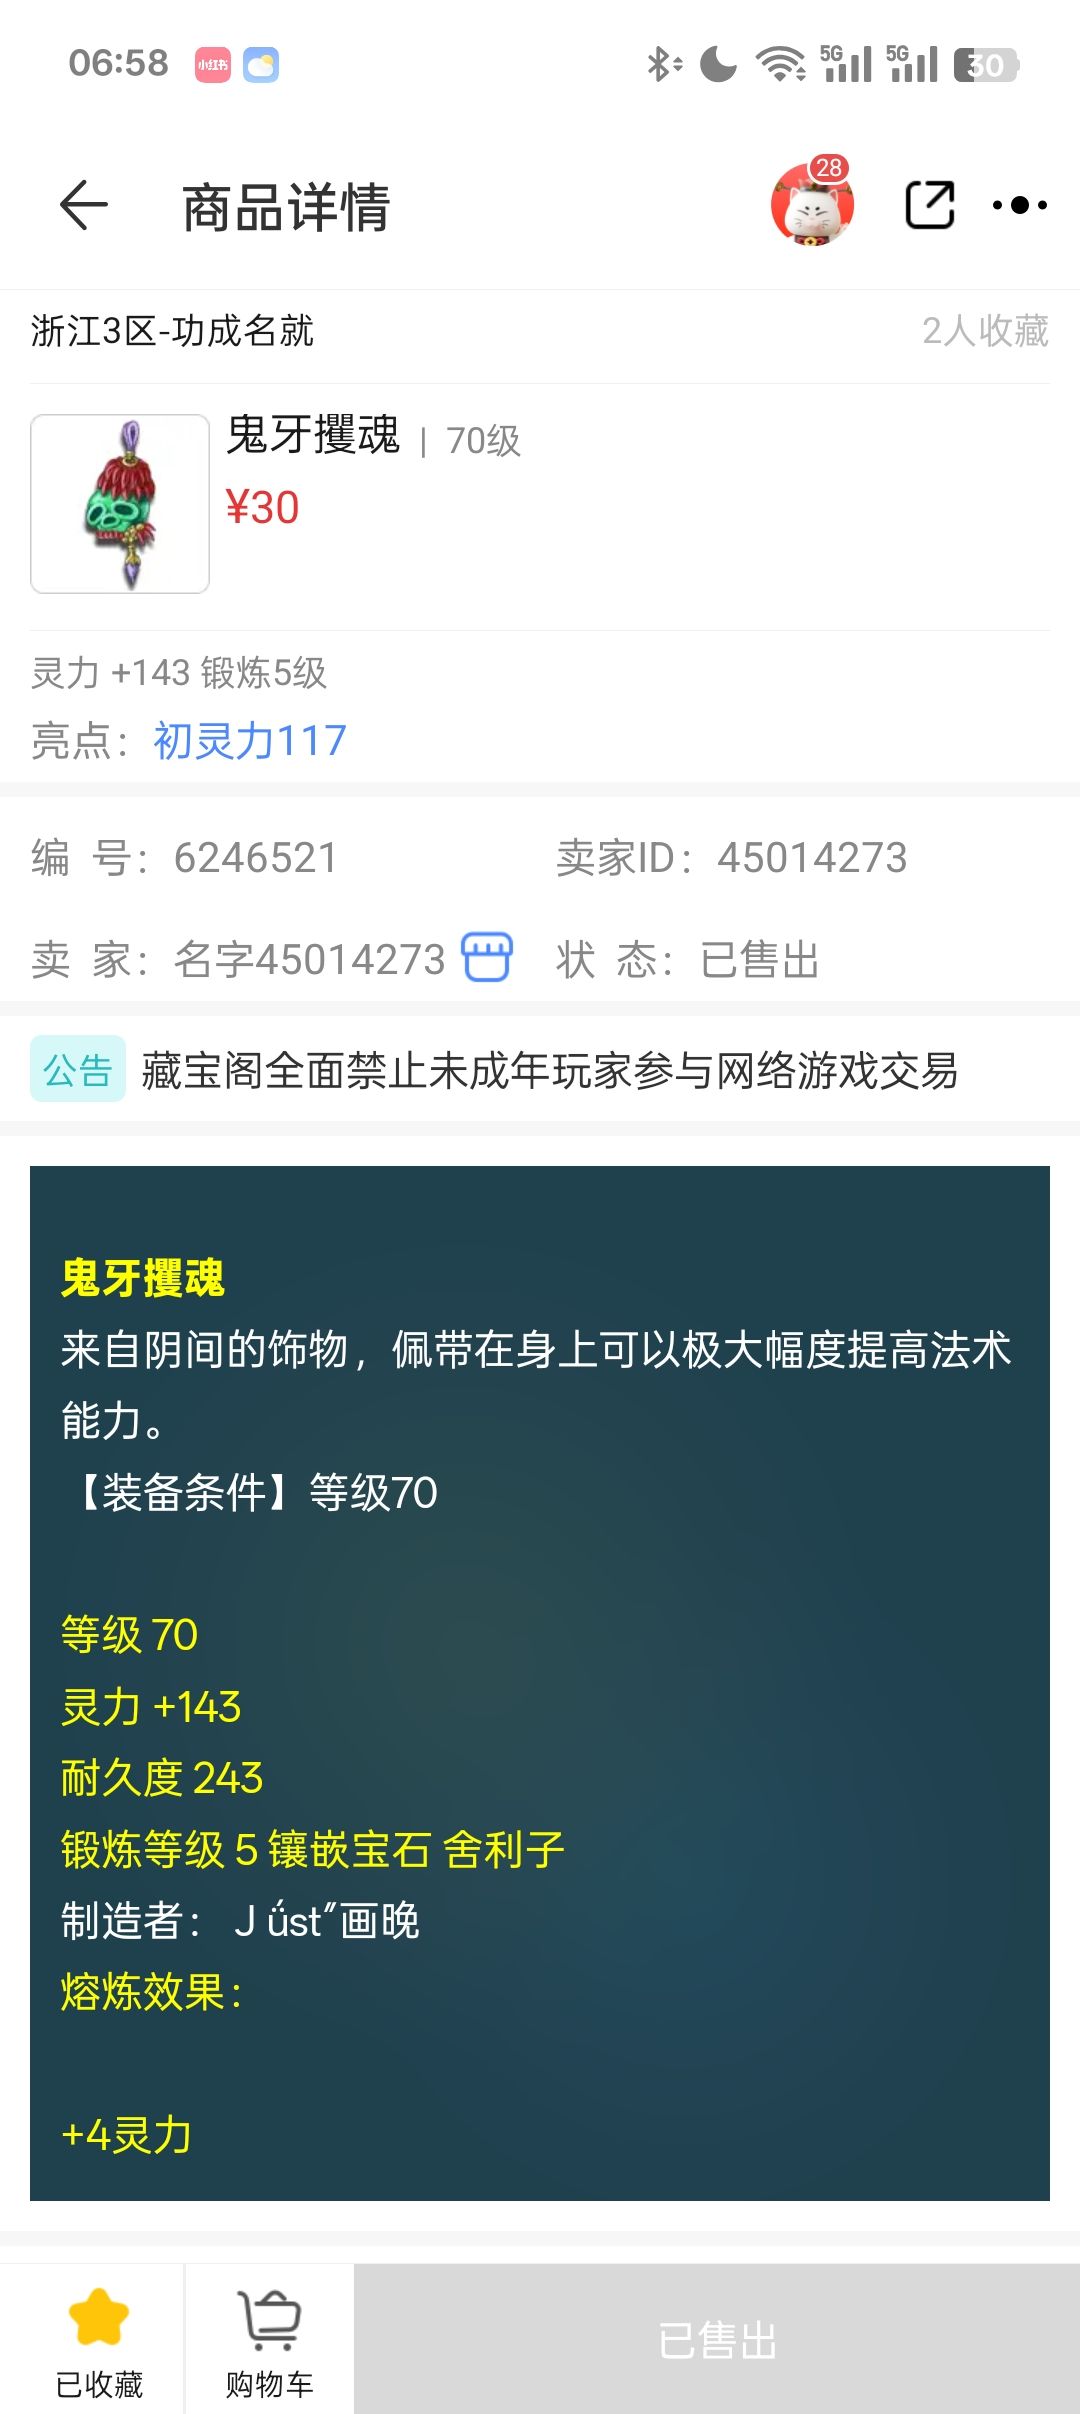 06:58 小红书 5G 5G 30
商品详情 28
浙江3区-功成名就 2人收藏
鬼牙攫魂 | 70级
¥30
灵力 +143 锻炼5级
亮点：初灵力117
编 号：6246521 卖家ID：45014273
卖 家：名字45014273 状 态：已售出
公告 藏宝阁全面禁止未成年玩家参与网络游戏交易
鬼牙攫魂
来自阴间的饰物，佩带在身上可以极大幅度提高法术
能力。
【装备条件】等级70
等级 70
灵力 +143
耐久度 243
锻炼等级 5 镶嵌宝石 舍利子
制造者： J ǘst″画晚
熔炼效果：
+4灵力
已收藏 购物车 已售出